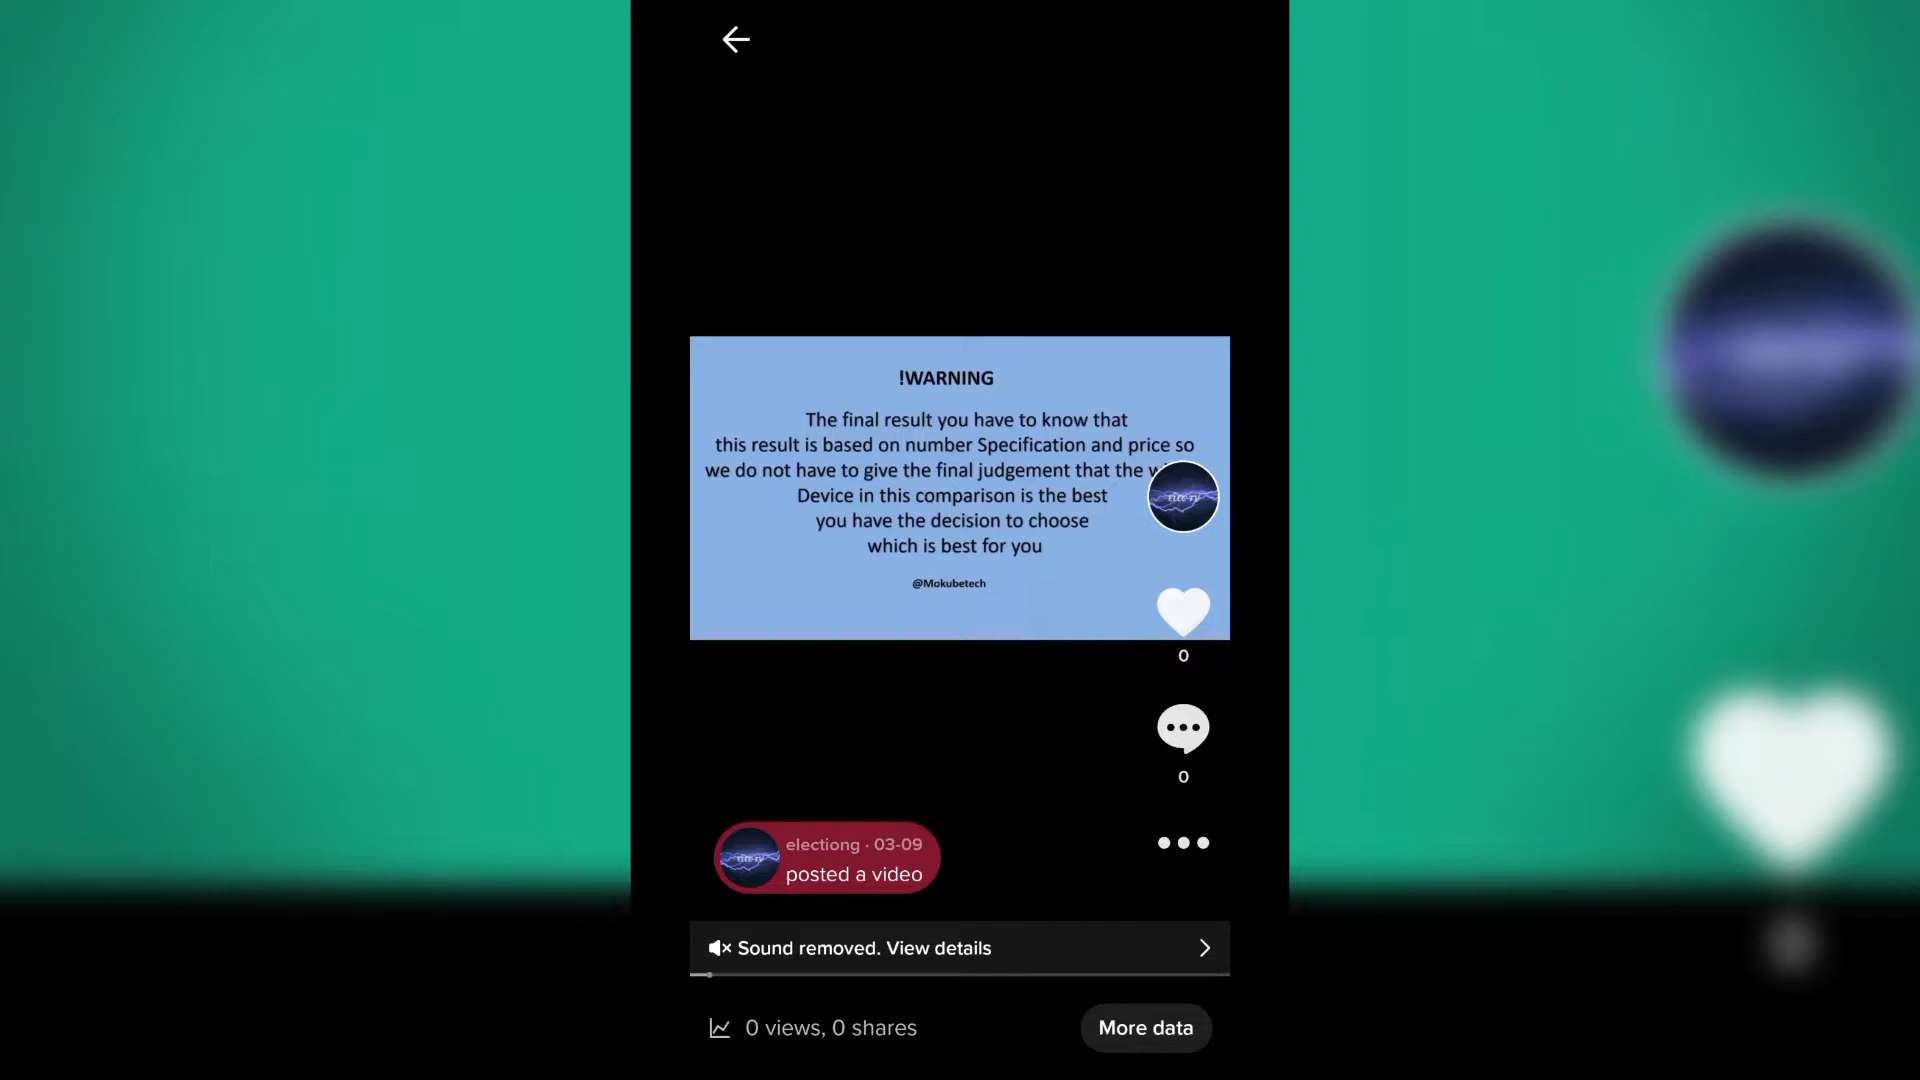 !WARNING
The final result you have to know that
this result is based on number Specification and price so
we do not have to give the final judgement that the
Device in this comparison is the best
you have the decision to choose
which is best for you
@Mokubetech
0
0
electiong · 03-09
posted a video
Sound removed. View details
0 views, 0 shares
More data